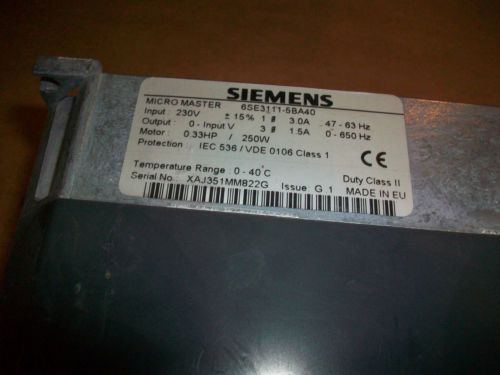 SIEMENS
MICRO MASTER 6SE3111-5BA40
Input : 230V ± 15% 1 ø 3.0A 47 - 63 Hz
Output : 0 - Input V 3 ø 1.5A 0 - 650 Hz
Motor : 0.33HP / 250W
Protection : IEC 536 / VDE 0106 Class 1
CE
Temperature Range : 0 - 40°C Duty Class II
Serial No. XAJ351MMB22G Issue G 1 MADE IN EU